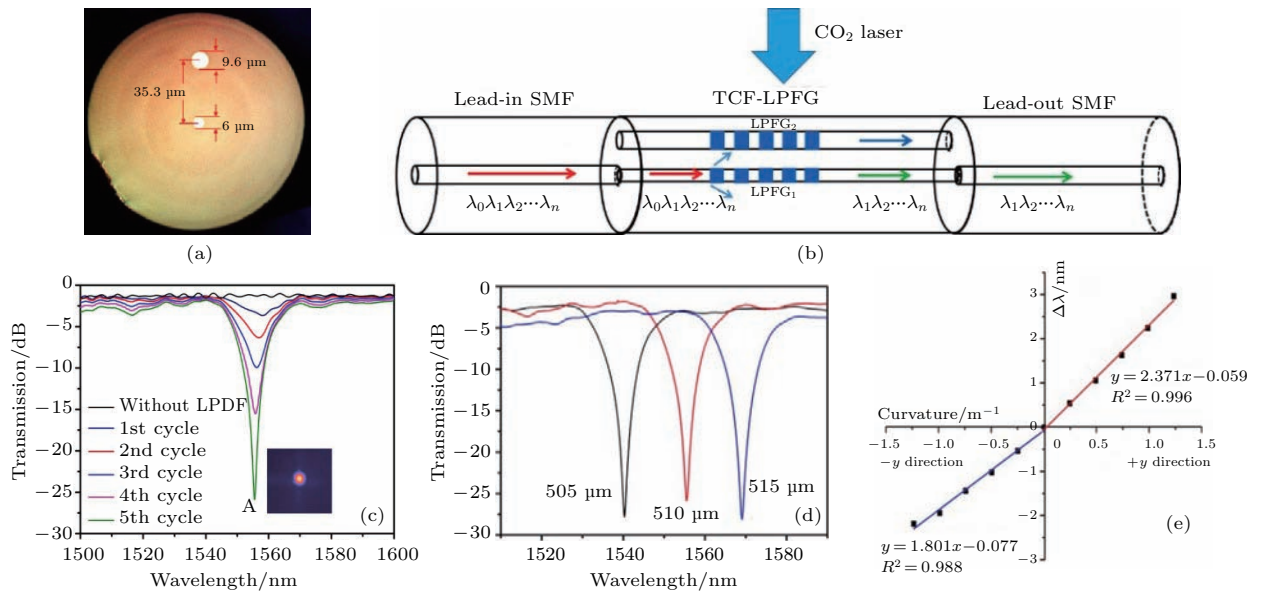 9.6 µm
35.3 µm
6 µm
(a)
CO2 laser
Lead-in SMF
TCF-LPFG
Lead-out SMF
LPFG2
LPFG1
λ0λ1λ2···λn
λ0λ1λ2···λn
λ1λ2···λn
λ1λ2···λn
(b)
Transmission/dB
0
−5
−10
−15
−20
−25
−30
Without LPDF
1st cycle
2nd cycle
3rd cycle
4th cycle
5th cycle
A
(c)
1500
1520
1540
1560
1580
1600
Wavelength/nm
Transmission/dB
0
−5
−10
−15
−20
−25
−30
505 µm
510 µm
515 µm
(d)
1520
1540
1560
1580
Wavelength/nm
Δλ/nm
3
2
1
y=2.371x−0.059
R2=0.996
Curvature/m−1
−1.5
−1.0
−0.5
0
0.5
1.0
1.5
−y direction
+y direction
−1
−2
−3
y=1.801x−0.077
R2=0.988
(e)